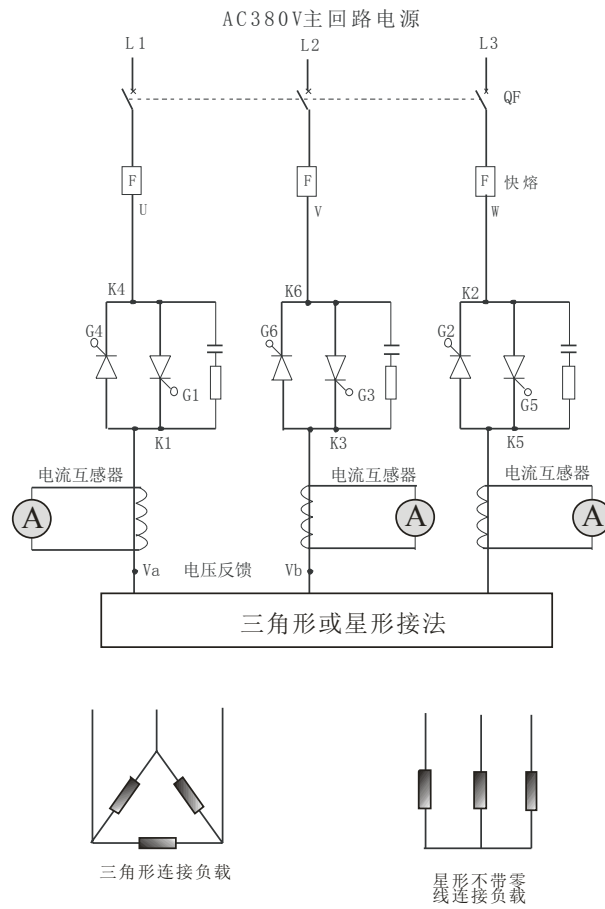 AC380V主回路电源
L1 L2 L3
QF
F F F 快熔
U V W
K4 K6 K2
G4 G6 G2
G1 G3 G5
K1 K3 K5
电流互感器 电流互感器 电流互感器
A A A
Va 电压反馈 Vb
三角形或星形接法
三角形连接负载
星形不带零
线连接负载